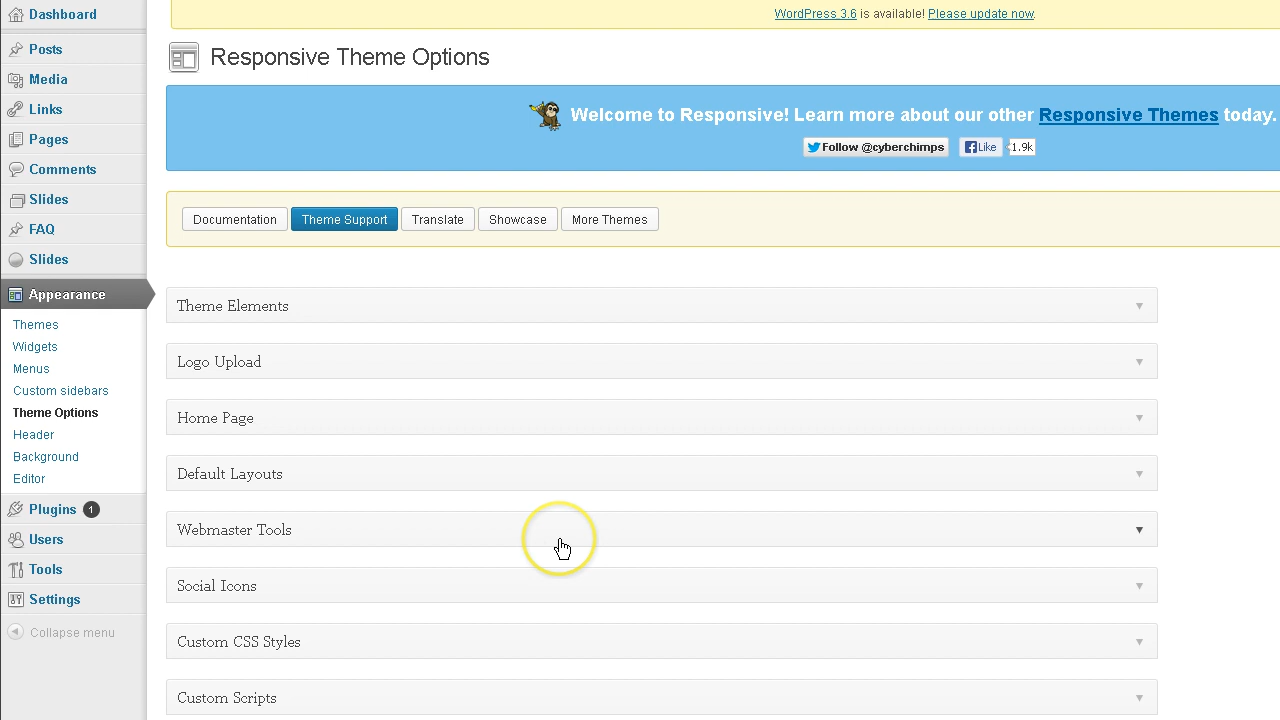 Dashboard
Posts
Media
Links
Pages
Comments
Slides
FAQ
Slides
Appearance
Themes
Widgets
Menus
Custom sidebars
Theme Options
Header
Background
Editor
Plugins 1
Users
Tools
Settings
Collapse menu
WordPress 3.6 is available! Please update now.
Responsive Theme Options
Welcome to Responsive! Learn more about our other Responsive Themes today.
Follow @cyberchimps Like 1.9k
Documentation Theme Support Translate Showcase More Themes
Theme Elements
Logo Upload
Home Page
Default Layouts
Webmaster Tools
Social Icons
Custom CSS Styles
Custom Scripts